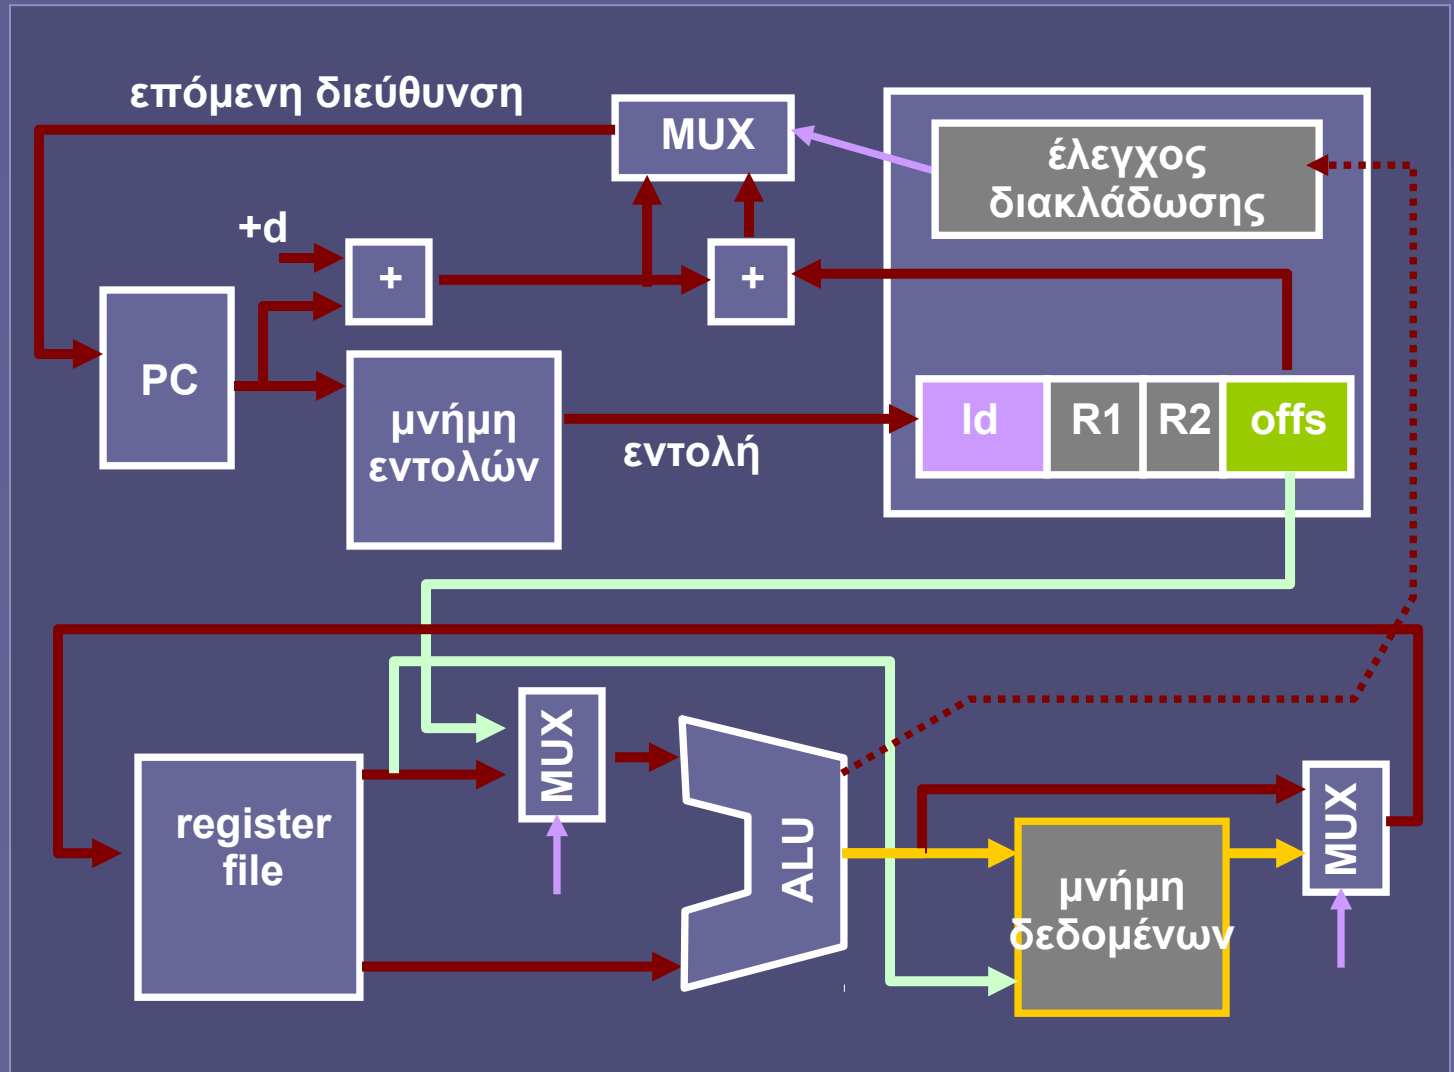 επόμενη διεύθυνση
MUX
έλεγχος
διακλάδωσης
+d
+
+
PC
μνήμη
εντολών
εντολή
ld
R1
R2
offs
MUX
register
file
ALU
μνήμη
δεδομένων
MUX